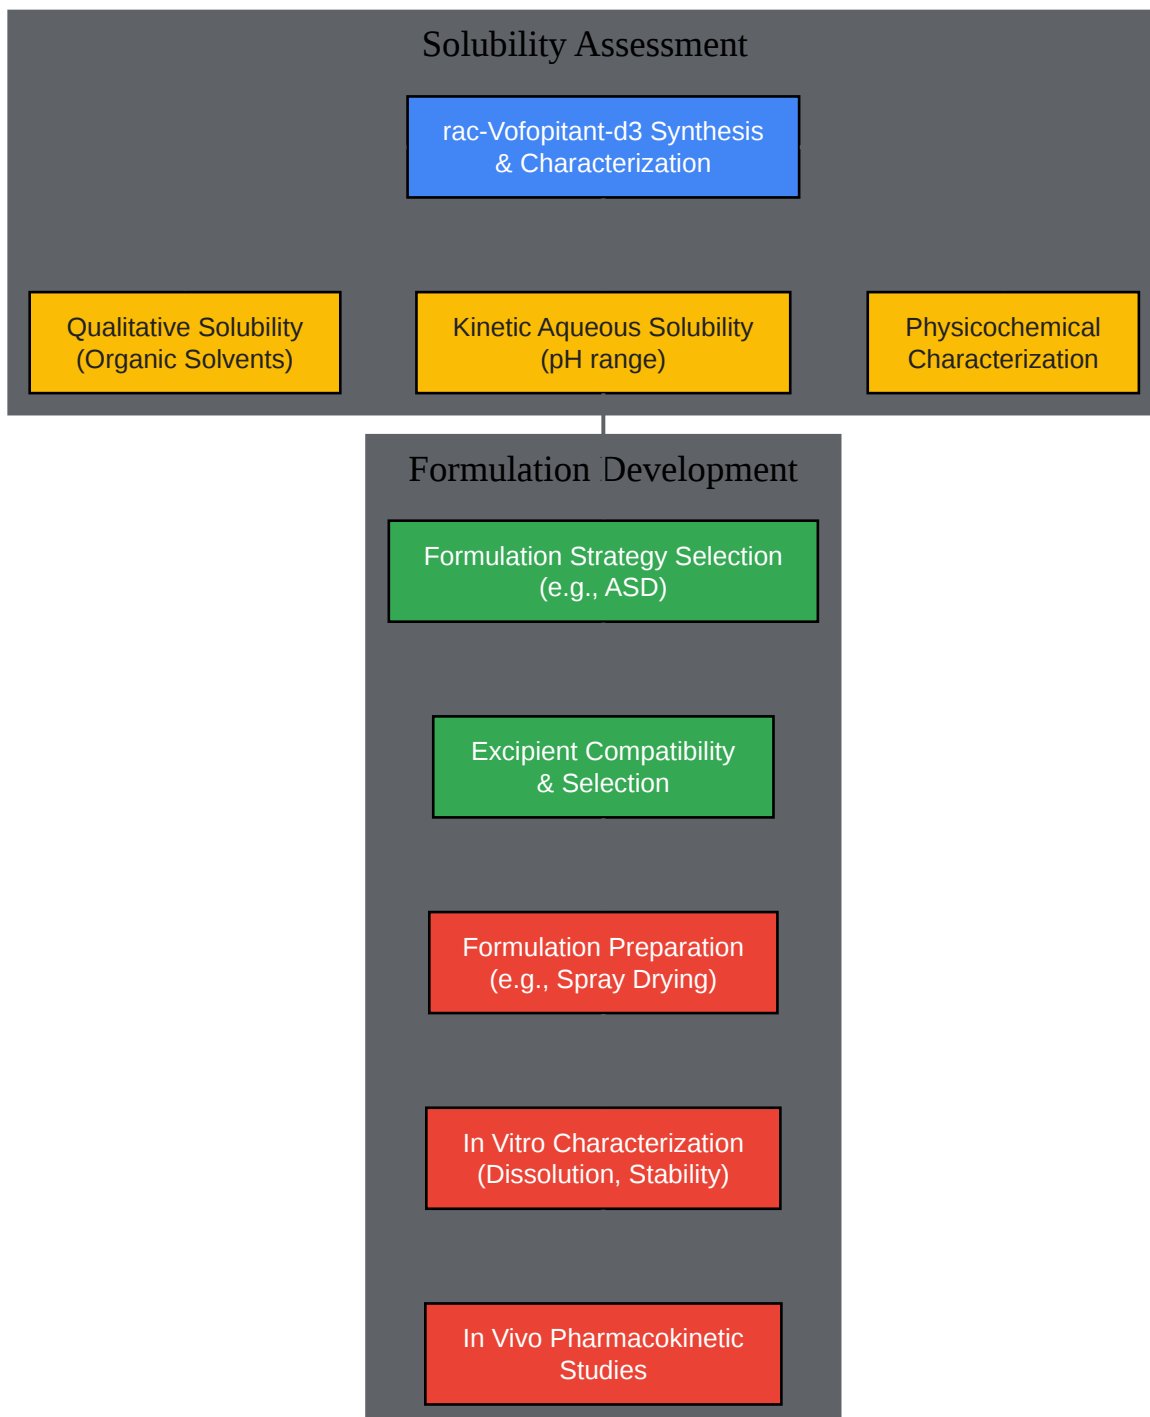 Solubility Assessment
rac-Vofopitant-d3 Synthesis
& Characterization
Qualitative Solubility
(Organic Solvents)
Kinetic Aqueous Solubility
(pH range)
Physicochemical
Characterization
Formulation Development
Formulation Strategy Selection
(e.g., ASD)
Excipient Compatibility
& Selection
Formulation Preparation
(e.g., Spray Drying)
In Vitro Characterization
(Dissolution, Stability)
In Vivo Pharmacokinetic
Studies